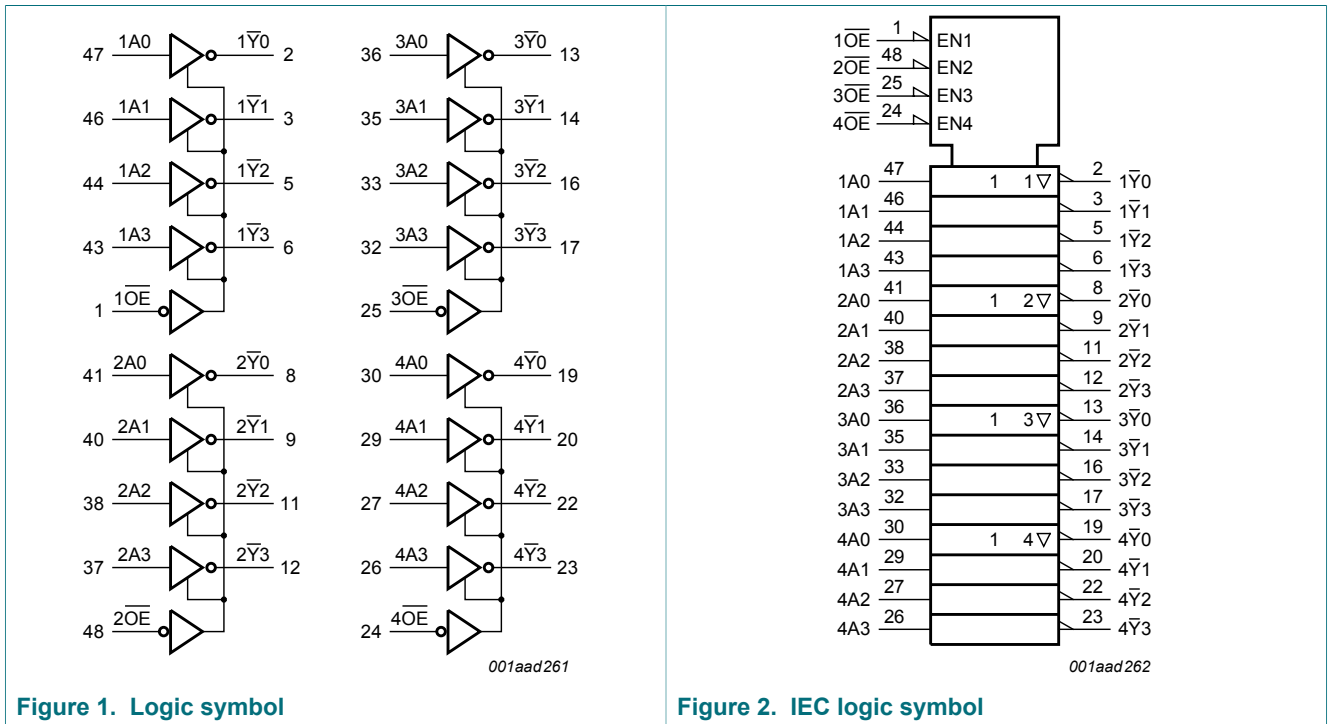 47 1A0 1Y̅0 2
46 1A1 1Y̅1 3
44 1A2 1Y̅2 5
43 1A3 1Y̅3 6
1 1O̅E̅
36 3A0 3Y̅0 13
35 3A1 3Y̅1 14
33 3A2 3Y̅2 16
32 3A3 3Y̅3 17
25 3O̅E̅
41 2A0 2Y̅0 8
40 2A1 2Y̅1 9
38 2A2 2Y̅2 11
37 2A3 2Y̅3 12
48 2O̅E̅
30 4A0 4Y̅0 19
29 4A1 4Y̅1 20
27 4A2 4Y̅2 22
26 4A3 4Y̅3 23
24 4O̅E̅
001aad261
Figure 1. Logic symbol
1O̅E̅ 1 EN1
2O̅E̅ 48 EN2
3O̅E̅ 25 EN3
4O̅E̅ 24 EN4
1A0 47 1 1▽ 2 1Y̅0
1A1 46 3 1Y̅1
1A2 44 5 1Y̅2
1A3 43 6 1Y̅3
2A0 41 1 2▽ 8 2Y̅0
2A1 40 9 2Y̅1
2A2 38 11 2Y̅2
2A3 37 12 2Y̅3
3A0 36 1 3▽ 13 3Y̅0
3A1 35 14 3Y̅1
3A2 33 16 3Y̅2
3A3 32 17 3Y̅3
4A0 30 1 4▽ 19 4Y̅0
4A1 29 20 4Y̅1
4A2 27 22 4Y̅2
4A3 26 23 4Y̅3
001aad262
Figure 2. IEC logic symbol